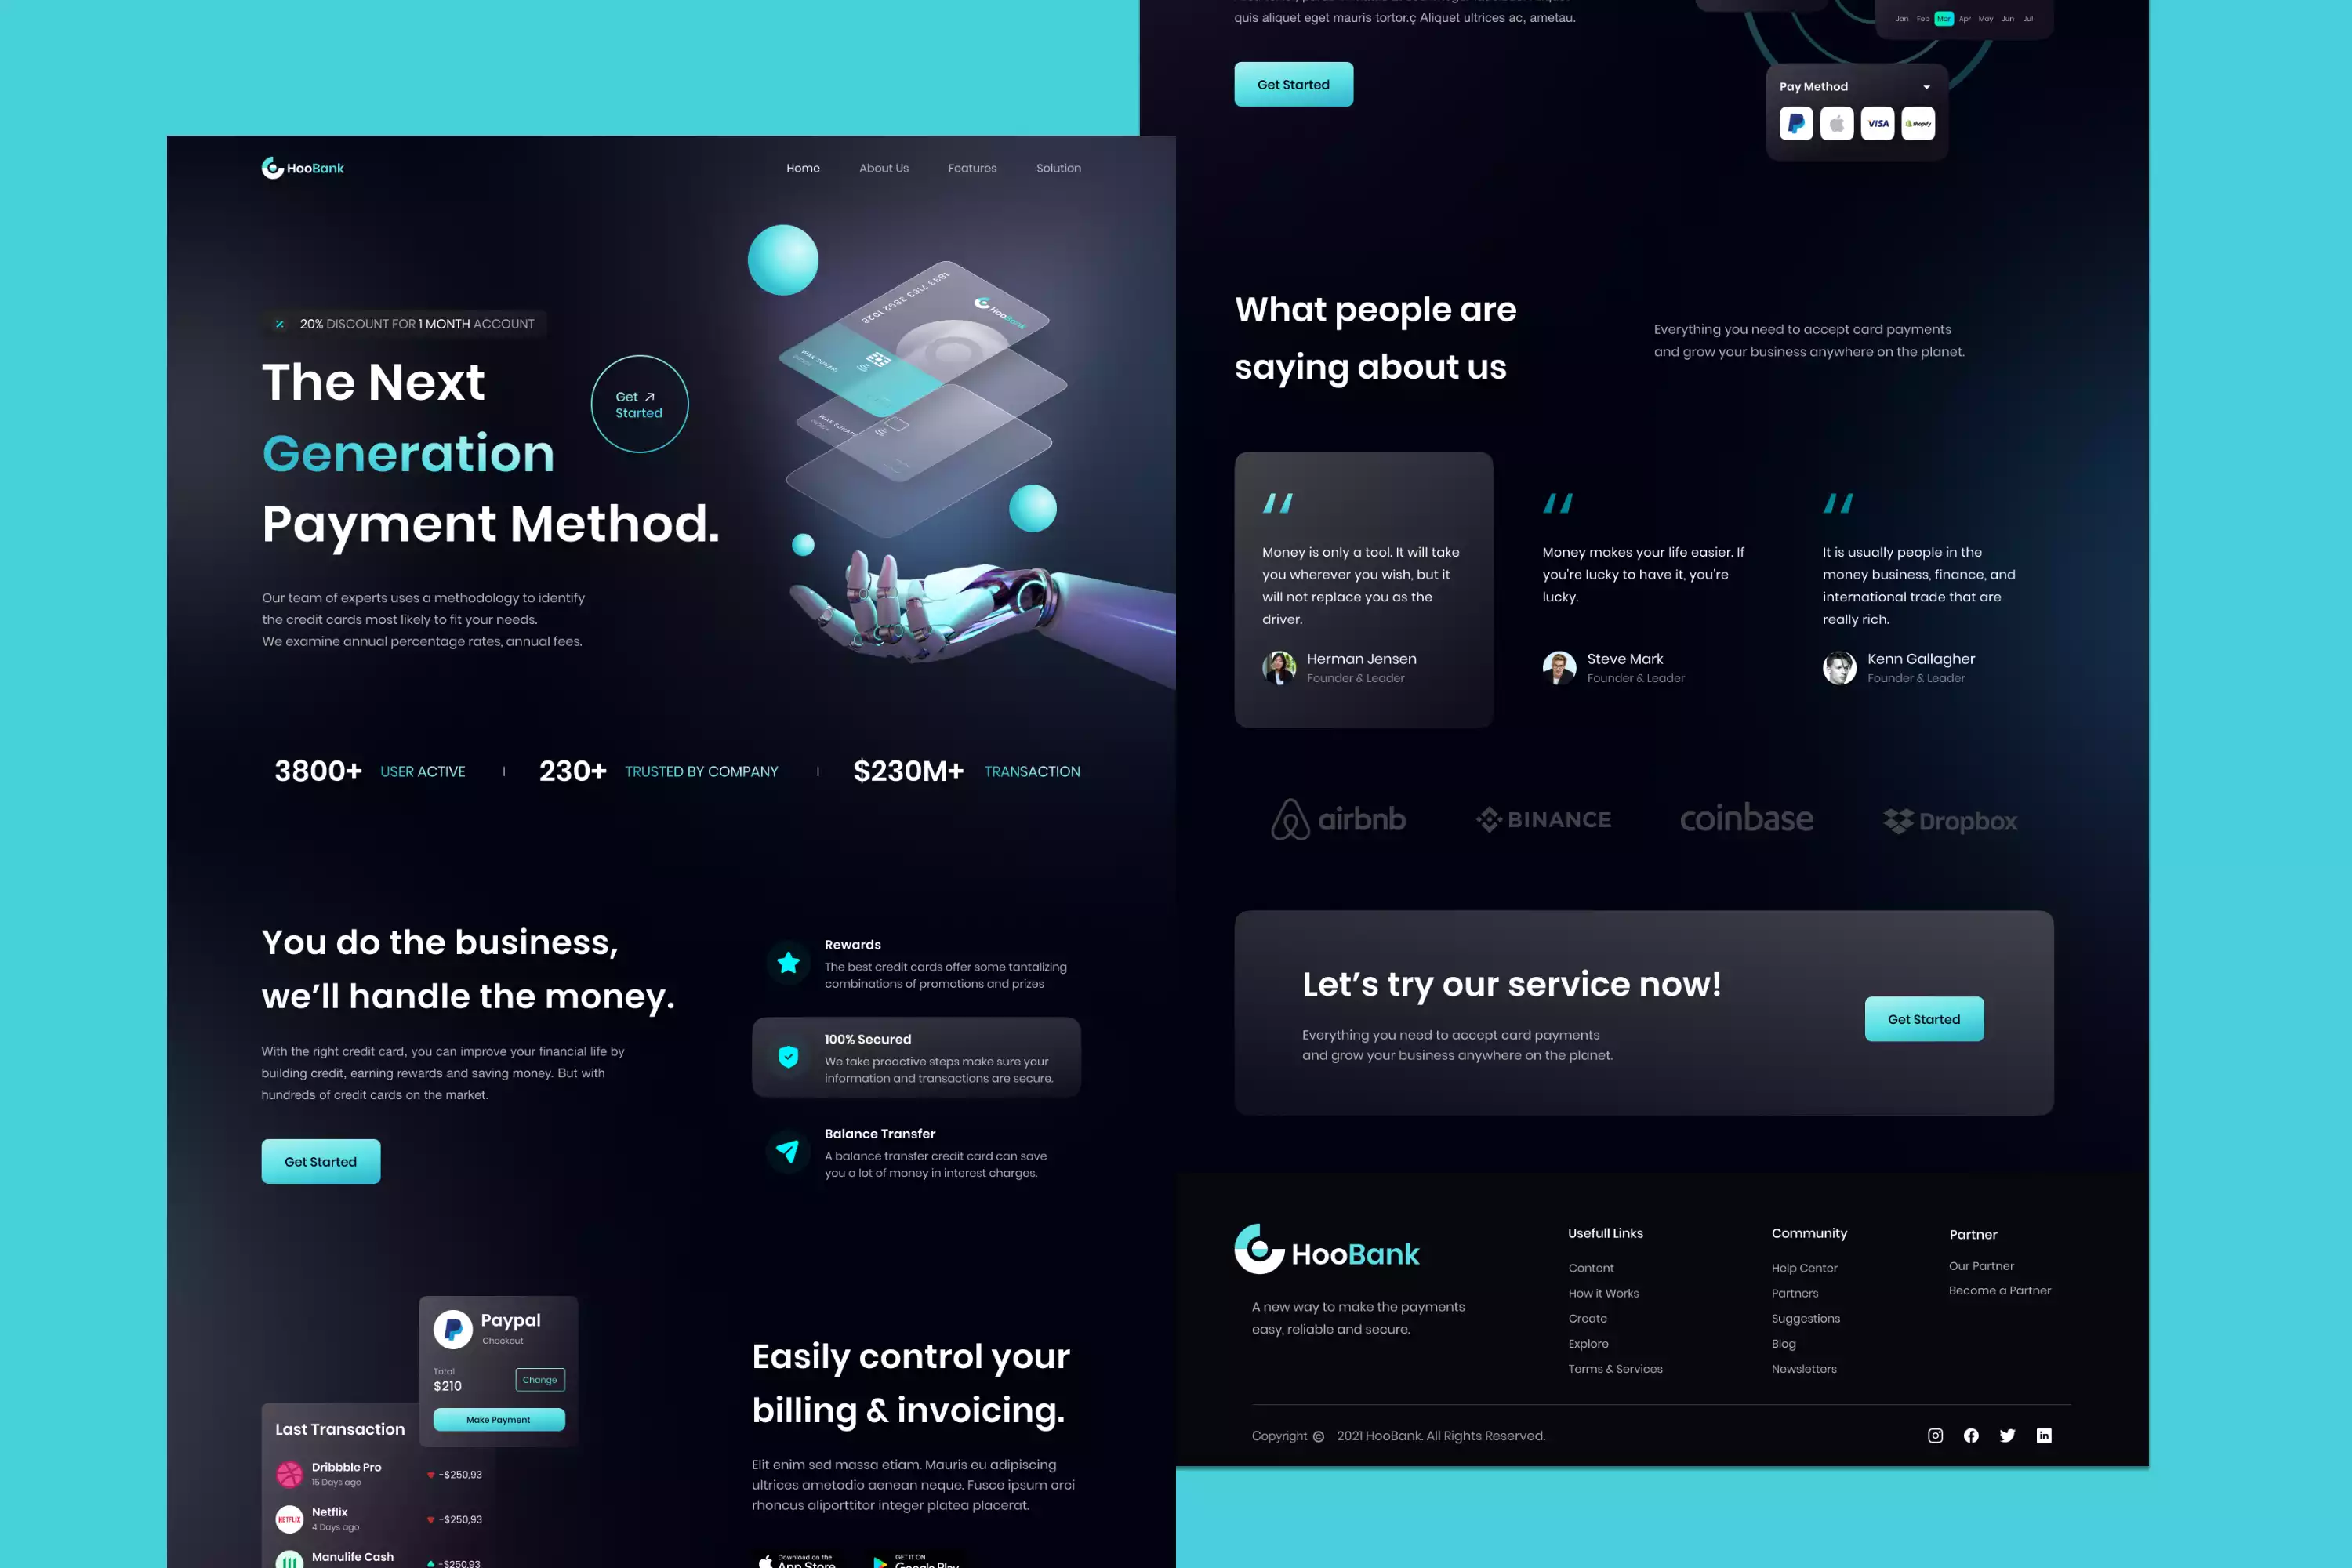 HooBank
Home
About Us
Features
Solution
20% DISCOUNT FOR 1 MONTH ACCOUNT
The Next
Generation
Payment Method.
Get
Started
1833 7163 3892 1028
HooBank
Our team of experts uses a methodology to identify
the credit cards most likely to fit your needs.
We examine annual percentage rates, annual fees.
3800+ USER ACTIVE
230+ TRUSTED BY COMPANY
$230M+ TRANSACTION
You do the business,
we’ll handle the money.
With the right credit card, you can improve your financial life by
building credit, earning rewards and saving money. But with
hundreds of credit cards on the market.
Get Started
Rewards
The best credit cards offer some tantalizing
combinations of promotions and prizes
100% Secured
We take proactive steps make sure your
information and transactions are secure.
Balance Transfer
A balance transfer credit card can save
you a lot of money in interest charges.
Paypal
Checkout
Total
$210
Change
Make Payment
Last Transaction
Dribbble Pro
15 Days ago
-$250,93
NETFLIX
Netflix
4 Days ago
-$250,93
Manulife Cash
-$250,93
Easily control your
billing & invoicing.
Elit enim sed massa etiam. Mauris eu adipiscing
ultrices ametodio aenean neque. Fusce ipsum orci
rhoncus aliporttitor integer platea placerat.
Download on the
App Store
GET IT ON
Google Play
quis aliquet eget mauris tortor.ç Aliquet ultrices ac, ametau.
Get Started
Jan Feb Mar Apr May Jun Jul
Pay Method
VISA
shopify
What people are
saying about us
Everything you need to accept card payments
and grow your business anywhere on the planet.
Money is only a tool. It will take
you wherever you wish, but it
will not replace you as the
driver.
Herman Jensen
Founder & Leader
Money makes your life easier. If
you're lucky to have it, you're
lucky.
Steve Mark
Founder & Leader
It is usually people in the
money business, finance, and
international trade that are
really rich.
Kenn Gallagher
Founder & Leader
airbnb
BINANCE
coinbase
Dropbox
Let’s try our service now!
Everything you need to accept card payments
and grow your business anywhere on the planet.
Get Started
HooBank
A new way to make the payments
easy, reliable and secure.
Usefull Links
Content
How it Works
Create
Explore
Terms & Services
Community
Help Center
Partners
Suggestions
Blog
Newsletters
Partner
Our Partner
Become a Partner
Copyright © 2021 HooBank. All Rights Reserved.
in